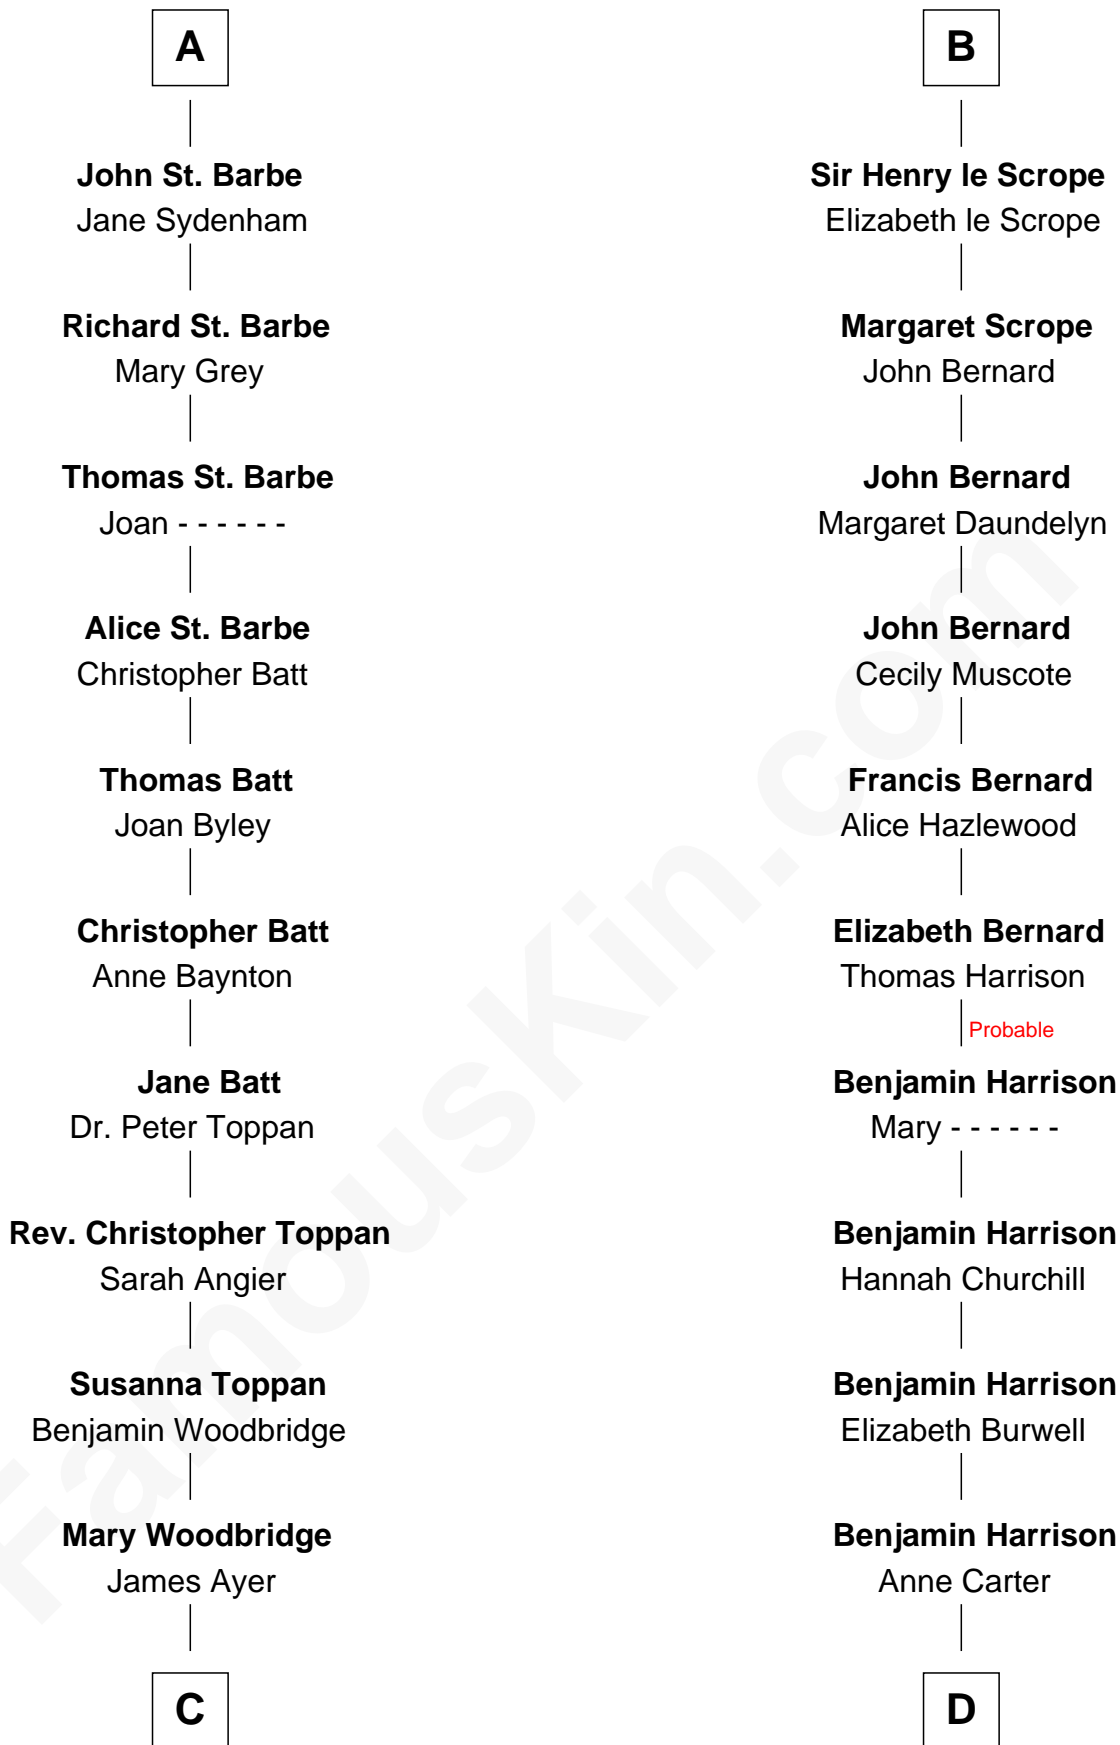 A
John St. Barbe
Jane Sydenham
Richard St. Barbe
Mary Grey
Thomas St. Barbe
Joan - - - - - -
Alice St. Barbe
Christopher Batt
Thomas Batt
Joan Byley
Christopher Batt
Anne Baynton
Jane Batt
Dr. Peter Toppan
Rev. Christopher Toppan
Sarah Angier
Susanna Toppan
Benjamin Woodbridge
Mary Woodbridge
James Ayer
C
B
Sir Henry le Scrope
Elizabeth le Scrope
Margaret Scrope
John Bernard
John Bernard
Margaret Daundelyn
John Bernard
Cecily Muscote
Francis Bernard
Alice Hazlewood
Elizabeth Bernard
Thomas Harrison
Probable
Benjamin Harrison
Mary - - - - - -
Benjamin Harrison
Hannah Churchill
Benjamin Harrison
Elizabeth Burwell
Benjamin Harrison
Anne Carter
D
FamousKin.com